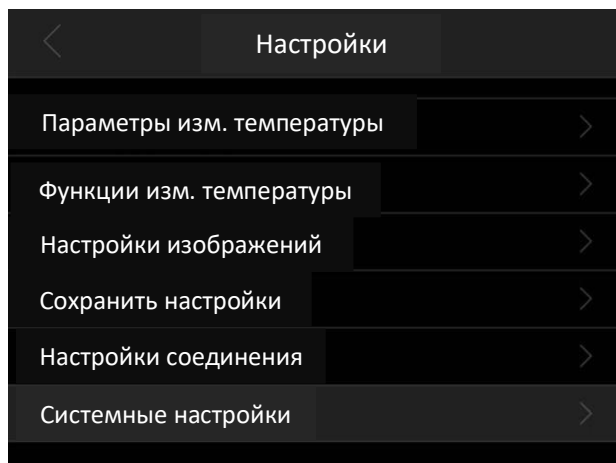 Настройки
Параметры изм. температуры
Функции изм. температуры
Настройки изображений
Сохранить настройки
Настройки соединения
Системные настройки